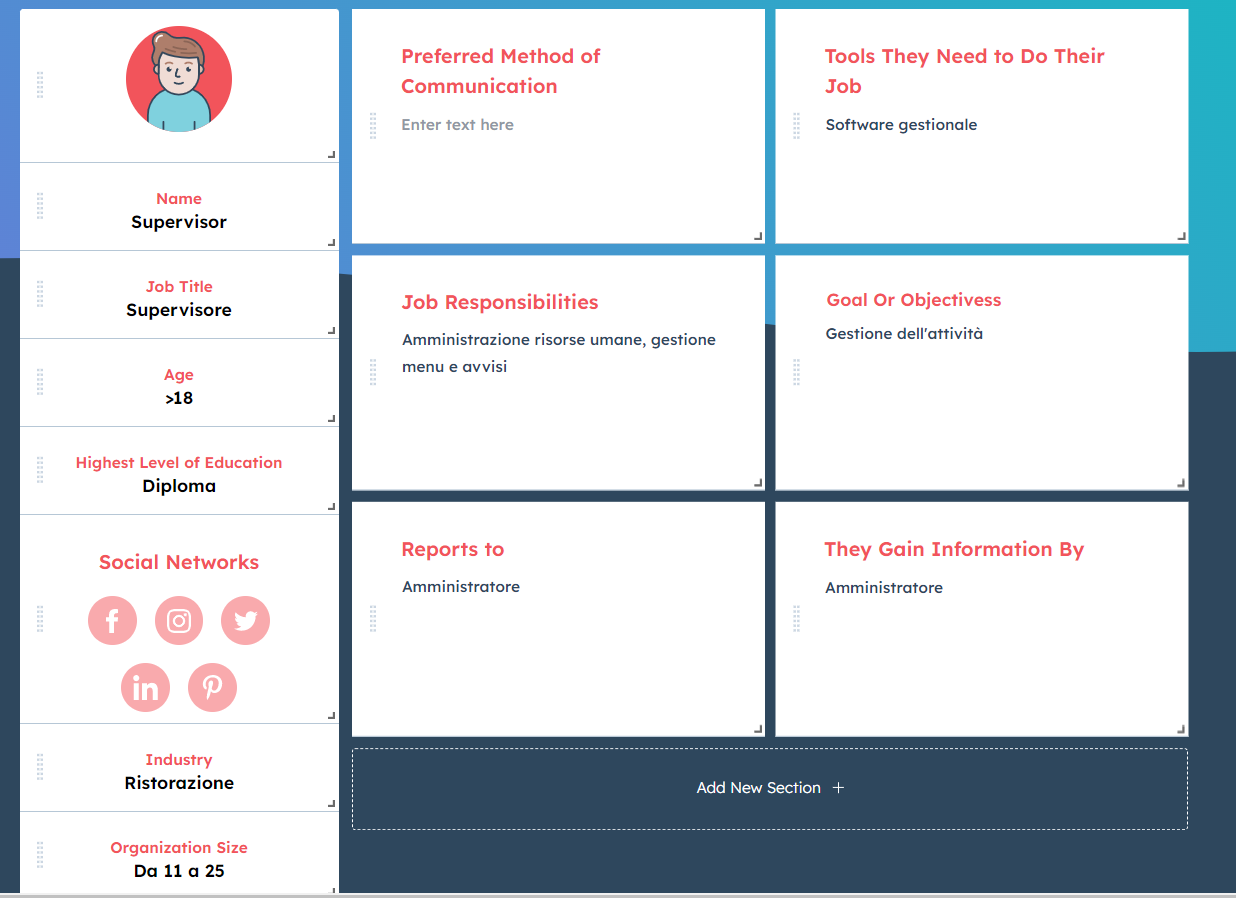 Name
Supervisor
Job Title
Supervisore
Age
>18
Highest Level of Education
Diploma
Social Networks
Industry
Ristorazione
Organization Size
Da 11 a 25
Preferred Method of
Communication
Enter text here
Tools They Need to Do Their
Job
Software gestionale
Job Responsibilities
Amministrazione risorse umane, gestione
menu e avvisi
Goal Or Objectivess
Gestione dell'attività
Reports to
Amministratore
They Gain Information By
Amministratore
Add New Section +